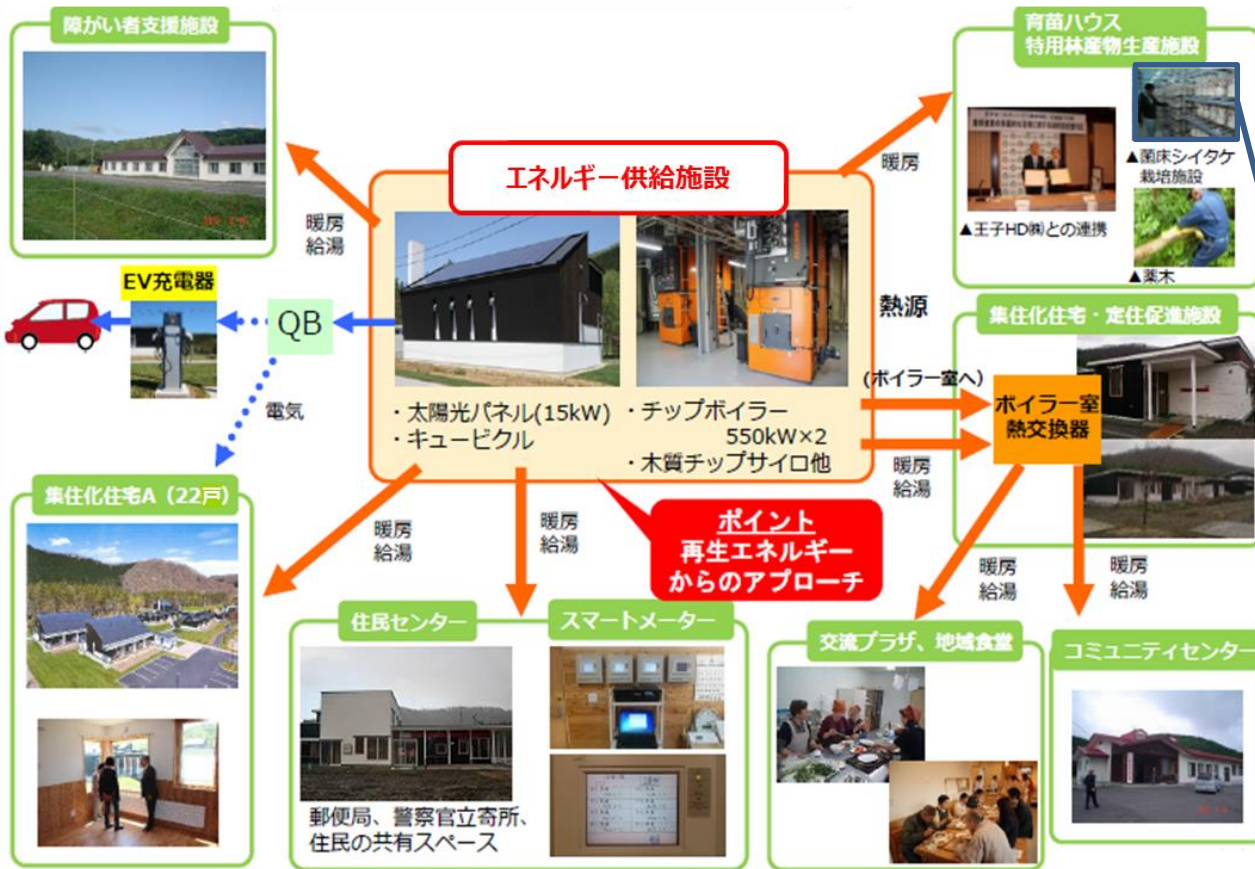 障がい者支援施設
育苗ハウス
特用林産物生産施設
エネルギー供給施設
暖房
▲菌床シイタケ
栽培施設
▲王子HD㈱との連携
▲薬木
暖房
給湯
EV充電器
QB
電気
熱源
・太陽光パネル(15kW)
・キュービクル
・チップボイラー
550kW×2
・木質チップサイロ他
集住化住宅・定住促進施設
(ボイラー室へ)
ボイラー室
熱交換器
暖房
給湯
集住化住宅A（22戸）
暖房
給湯
暖房
給湯
ポイント
再生エネルギー
からのアプローチ
暖房
給湯
暖房
給湯
住民センター
スマートメーター
郵便局、警察官立寄所、
住民の共有スペース
交流プラザ、地域食堂
コミュニティセンター